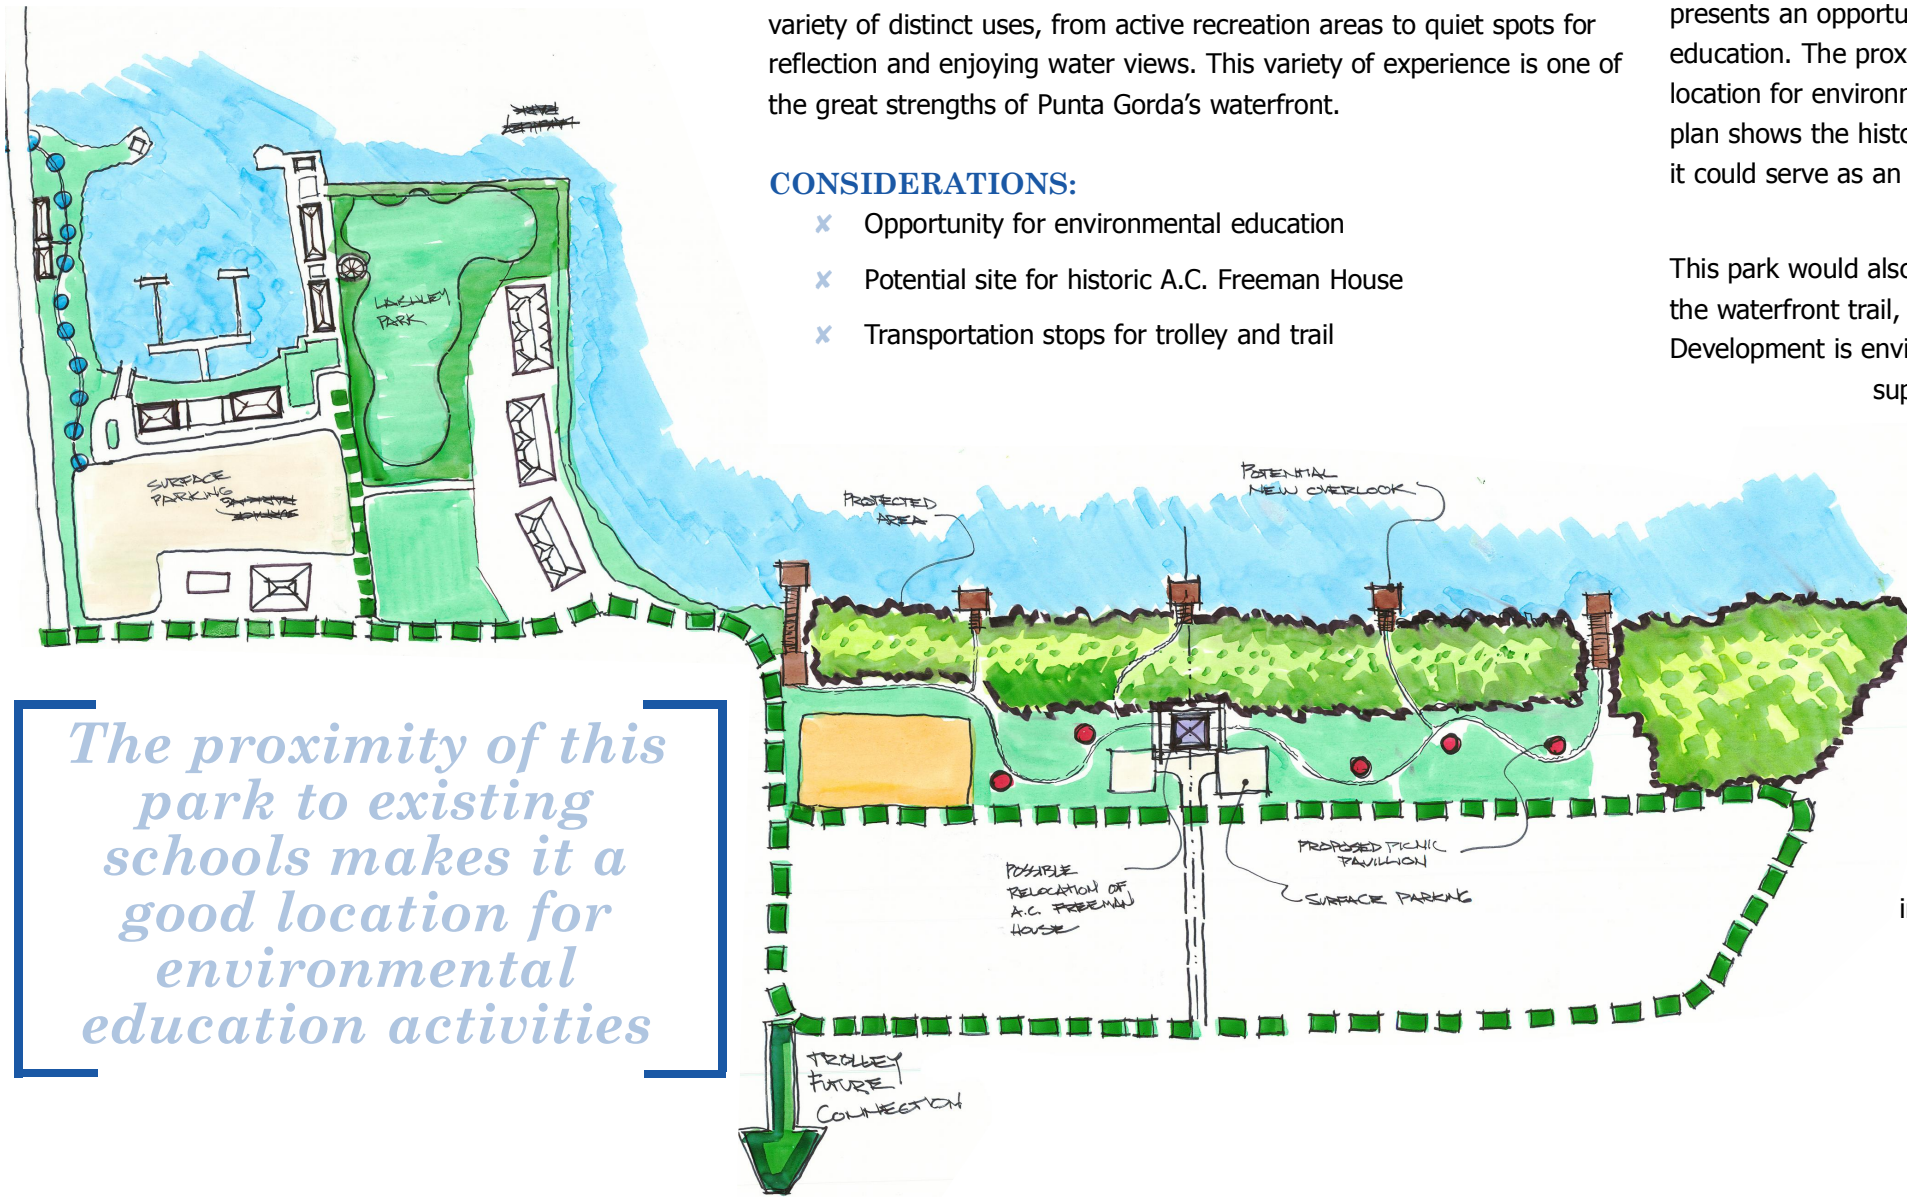 variety of distinct uses, from active recreation areas to quiet spots for
reflection and enjoying water views. This variety of experience is one of
the great strengths of Punta Gorda’s waterfront.
CONSIDERATIONS:
✘ Opportunity for environmental education
✘ Potential site for historic A.C. Freeman House
✘ Transportation stops for trolley and trail
presents an opportu
education. The prox
location for environm
plan shows the histo
it could serve as an
This park would also
the waterfront trail,
Development is envi
sup
i
LASHLEY
PARK
SURFACE
PARKING
PROTECTED
AREA
POTENTIAL
NEW OVERLOOK
The proximity of this
park to existing
schools makes it a
good location for
environmental
education activities
POSSIBLE
RELOCATION OF
A.C. FREEMAN
HOUSE
PROPOSED PICNIC
PAVILLION
SURFACE PARKING
TROLLEY
FUTURE
CONNECTION